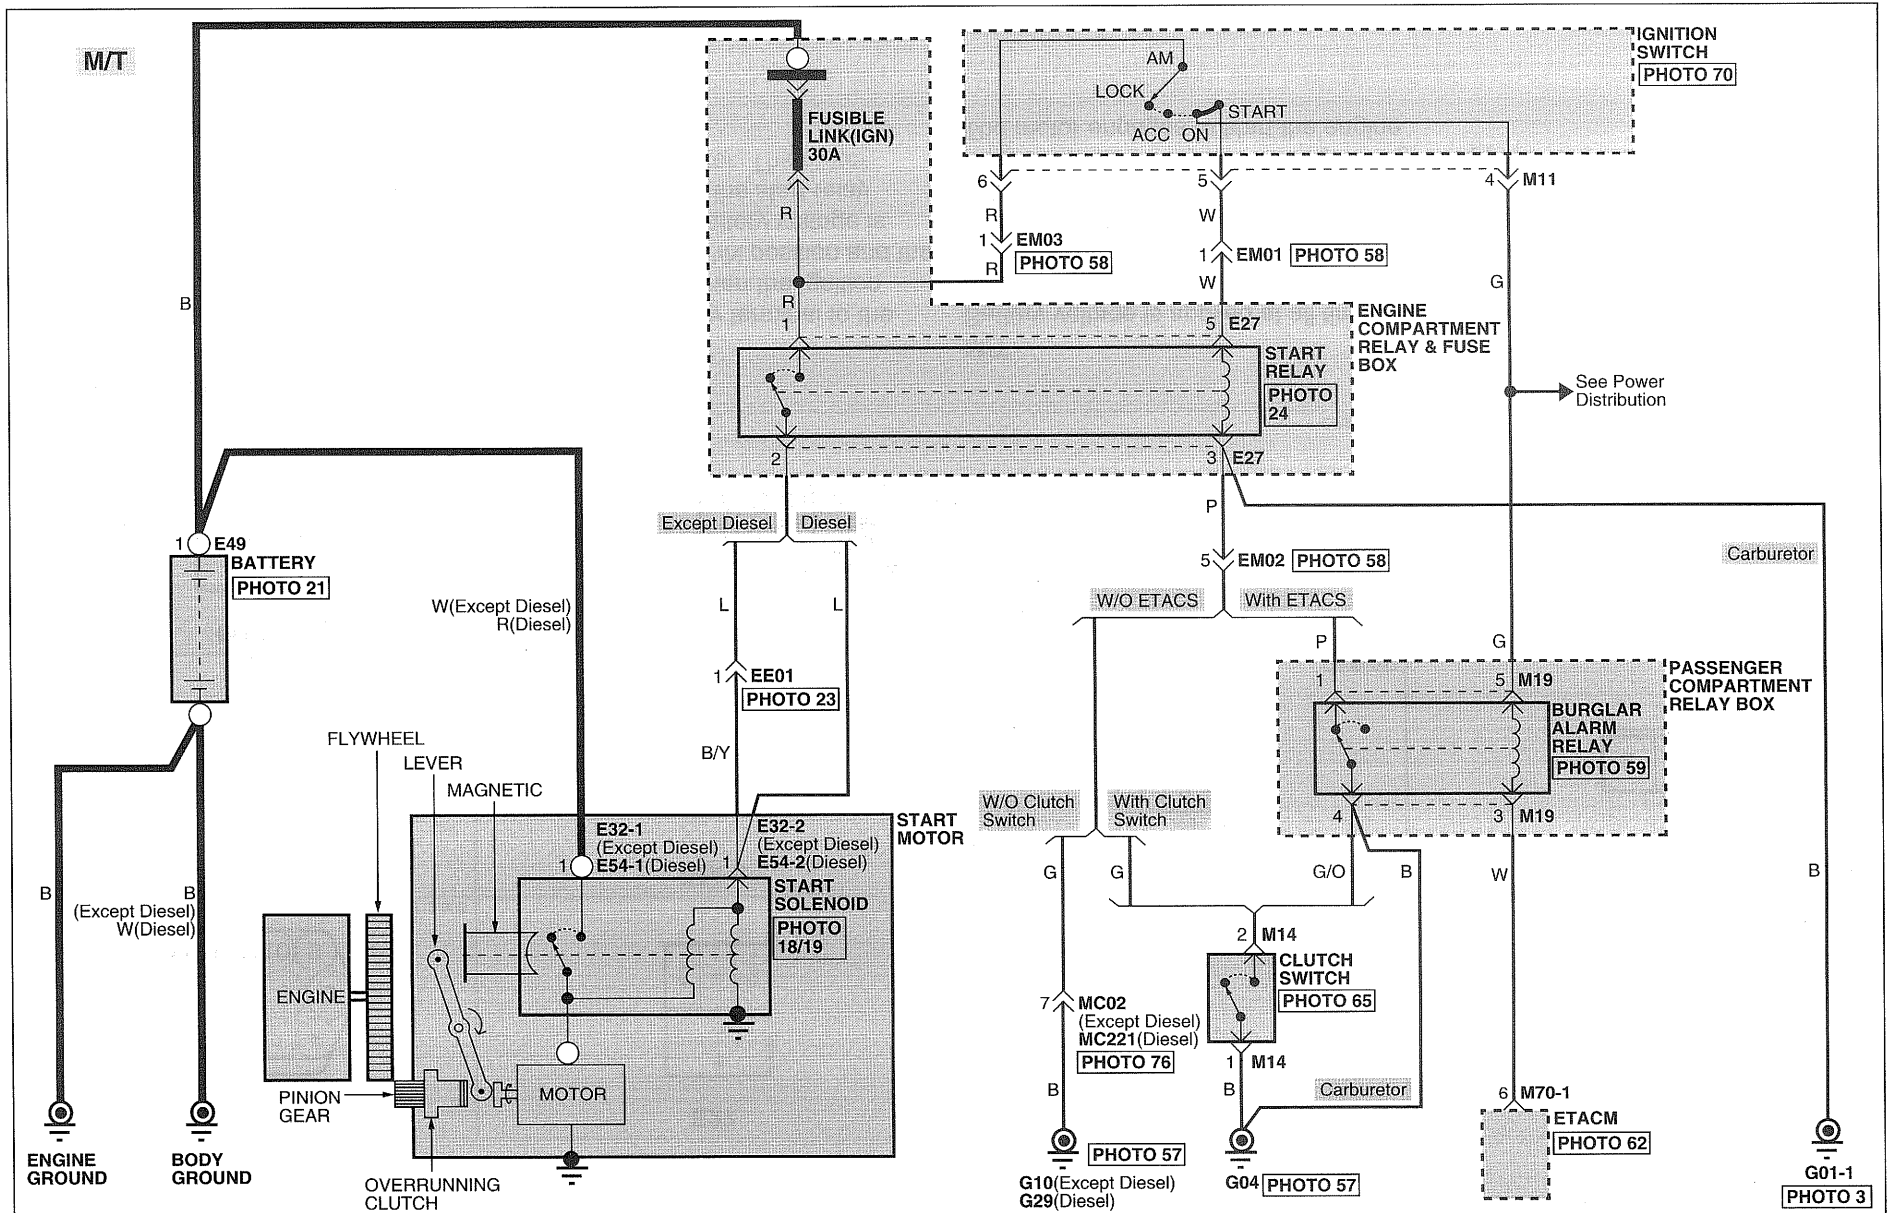 M/T
IGNITION
SWITCH
PHOTO 70
AM
LOCK
START
ACC ON
FUSIBLE
LINK(IGN)
30A
6
5
4
M11
R
R
W
1
EM03
PHOTO 58
1
EM01
PHOTO 58
R
W
G
B
R
1
5
E27
ENGINE
COMPARTMENT
RELAY & FUSE
BOX
START
RELAY
PHOTO
24
See Power
Distribution
2
3
E27
P
Except Diesel
Diesel
1
E49
BATTERY
PHOTO 21
5
EM02
PHOTO 58
Carburetor
W(Except Diesel)
R(Diesel)
L
L
W/O ETACS
With ETACS
P
G
1
EE01
PHOTO 23
1
5
M19
PASSENGER
COMPARTMENT
RELAY BOX
BURGLAR
ALARM
RELAY
PHOTO 59
B/Y
FLYWHEEL
LEVER
MAGNETIC
W/O Clutch
Switch
With Clutch
Switch
4
3
M19
START
MOTOR
E32-1
(Except Diesel)
1
E54-1(Diesel)
E32-2
(Except Diesel)
1
E54-2(Diesel)
START
SOLENOID
PHOTO
18/19
G
G
G/O
B
W
B
B
B
(Except Diesel)
W(Diesel)
2
M14
CLUTCH
SWITCH
PHOTO 65
ENGINE
7
MC02
(Except Diesel)
MC221(Diesel)
PHOTO 76
1
M14
B
B
Carburetor
6
M70-1
ETACM
PHOTO 62
PINION
GEAR
MOTOR
ENGINE
GROUND
BODY
GROUND
OVERRUNNING
CLUTCH
PHOTO 57
G10(Except Diesel)
G29(Diesel)
G04
PHOTO 57
G01-1
PHOTO 3